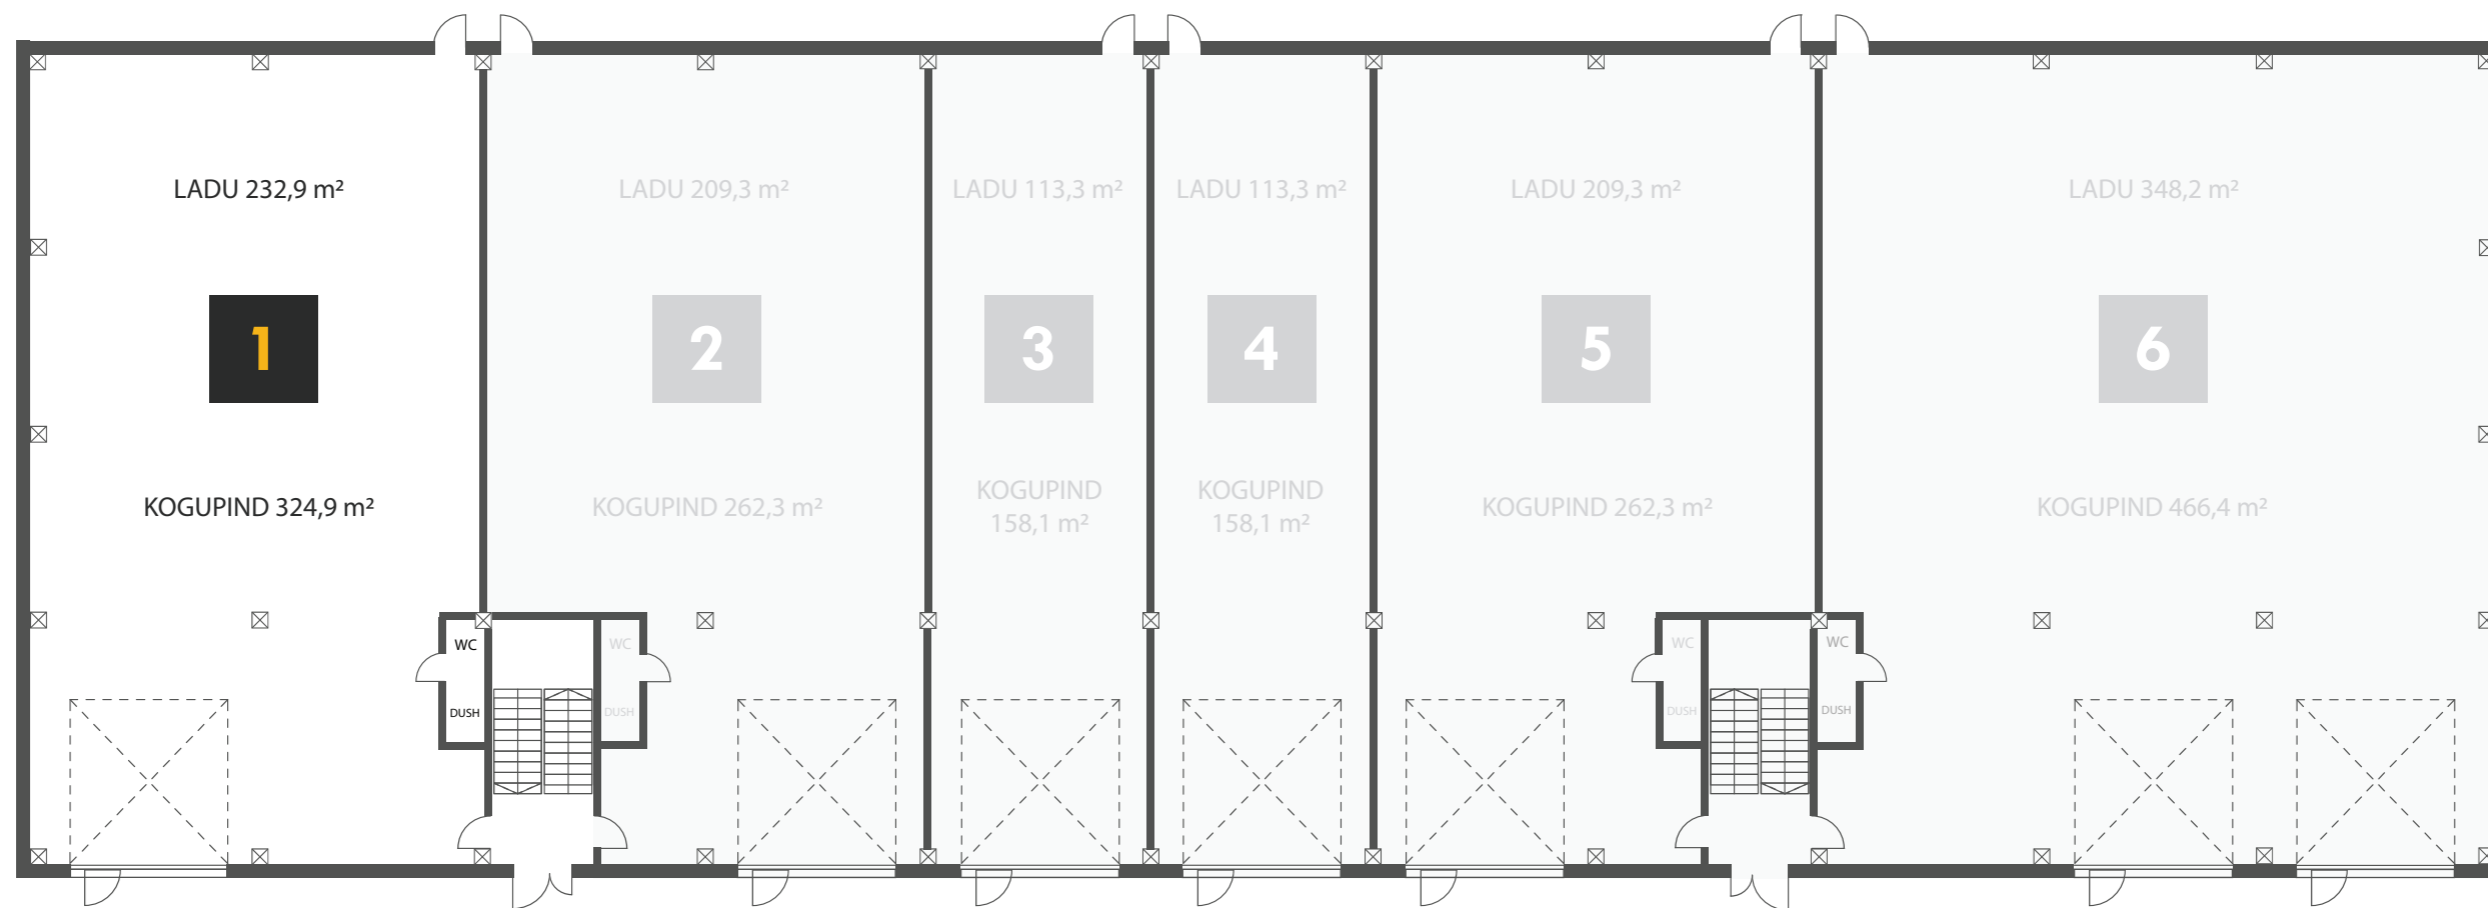 LADU 232,9 m²
LADU 209,3 m²
LADU 113,3 m²
LADU 113,3 m²
LADU 209,3 m²
LADU 348,2 m²
1
2
3
4
5
6
KOGUPIND 324,9 m²
KOGUPIND 262,3 m²
KOGUPIND
158,1 m²
KOGUPIND
158,1 m²
KOGUPIND 262,3 m²
KOGUPIND 466,4 m²
WC
WC
WC
WC
DUSH
DUSH
DUSH
DUSH